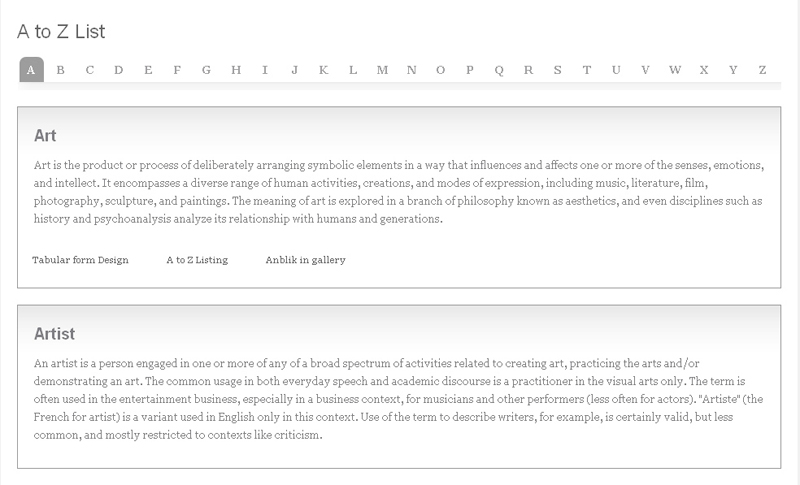 A to Z List
A B C D E F G H I J K L M N O P Q R S T U V W X Y Z
Art
Art is the product or process of deliberately arranging symbolic elements in a way that influences and affects one or more of the senses, emotions,
and intellect. It encompasses a diverse range of human activities, creations, and modes of expression, including music, literature, film,
photography, sculpture, and paintings. The meaning of art is explored in a branch of philosophy known as aesthetics, and even disciplines such as
history and psychoanalysis analyze its relationship with humans and generations.
Tabular form Design A to Z Listing Anblik in gallery
Artist
An artist is a person engaged in one or more of any of a broad spectrum of activities related to creating art, practicing the arts and/or
demonstrating an art. The common usage in both everyday speech and academic discourse is a practitioner in the visual arts only. The term is
often used in the entertainment business, especially in a business context, for musicians and other performers (less often for actors). "Artiste" (the
French for artist) is a variant used in English only in this context. Use of the term to describe writers, for example, is certainly valid, but less
common, and mostly restricted to contexts like criticism.